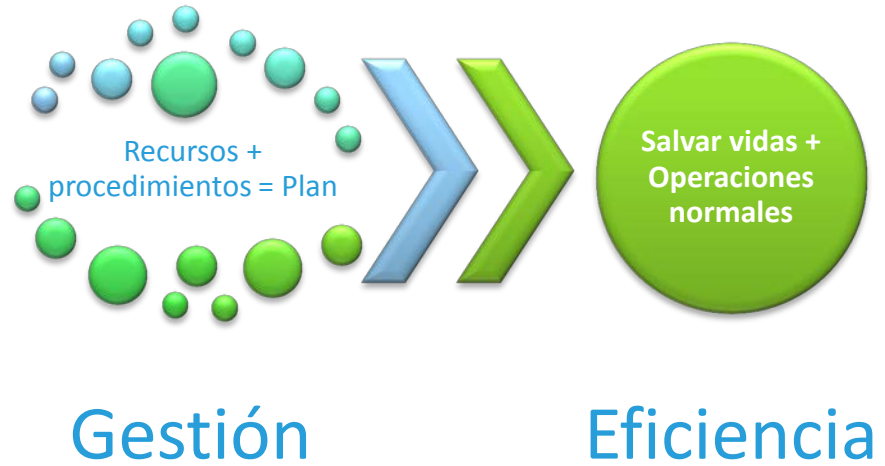 Recursos +
procedimientos = Plan
Salvar vidas +
Operaciones
normales
Gestión
Eficiencia